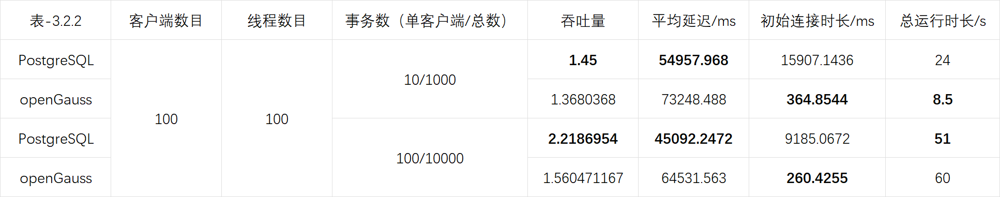 表-3.2.2 客户端数目 线程数目 事务数（单客户端/总数） 吞吐量 平均延迟/ms 初始连接时长/ms 总运行时长/s
PostgreSQL 100 100 10/1000 1.45 54957.968 15907.1436 24
openGauss 1.3680368 73248.488 364.8544 8.5
PostgreSQL 100/10000 2.2186954 45092.2472 9185.0672 51
openGauss 1.560471167 64531.563 260.4255 60